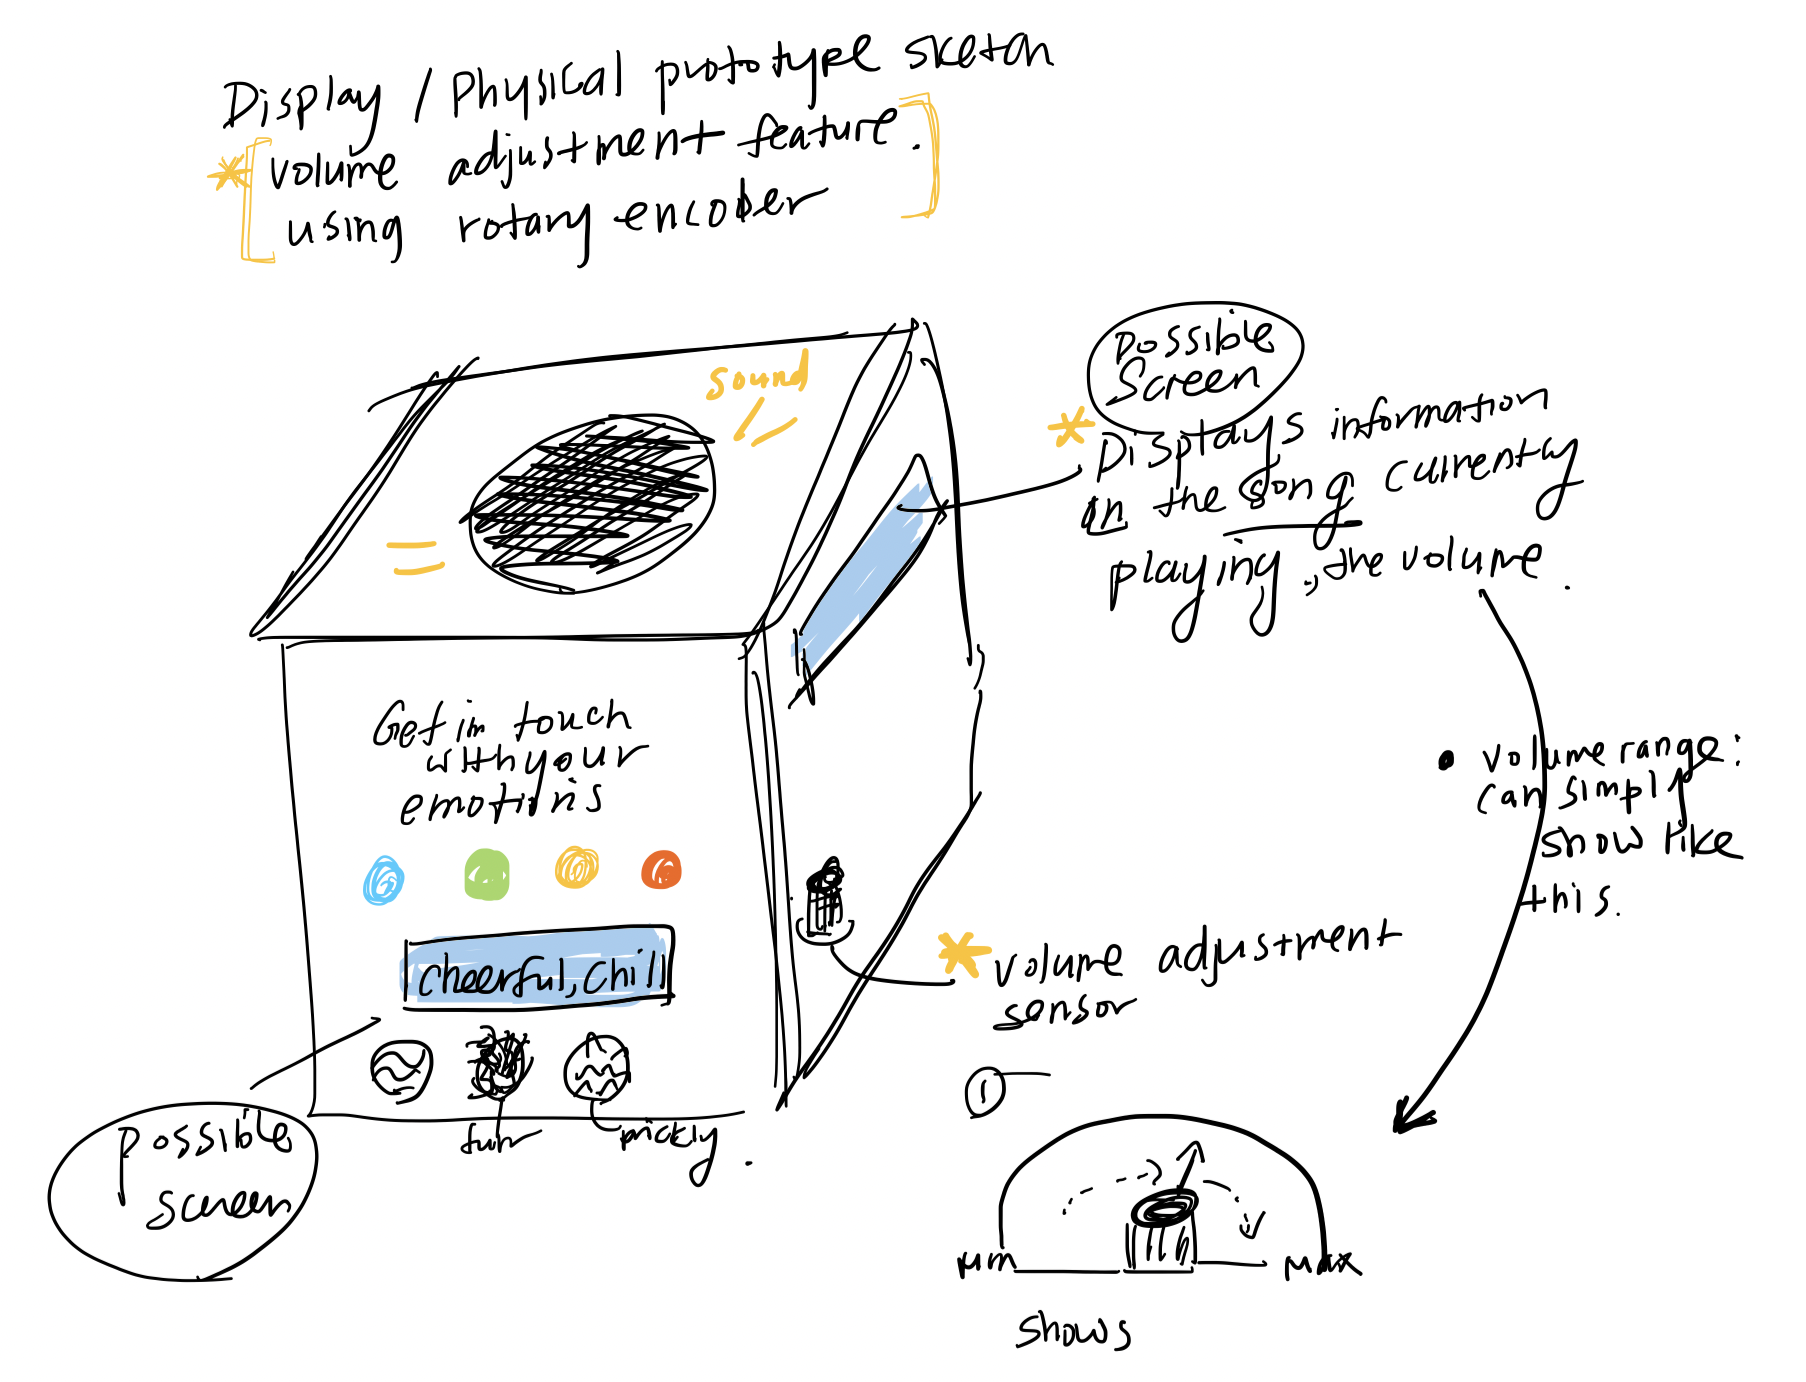 Display / Physical prototype sketch
* [volume adjustment feature.
using rotary encoder]
sound
Possible
Screen
* Displays information
on the song currently
playing, the volume.
Get in touch
with your
emotions
• volume range:
can simply
show like
this.
cheerful, chill
* volume adjustment
sensor
possible
screen
fur
prickly.
1
min
max
shows